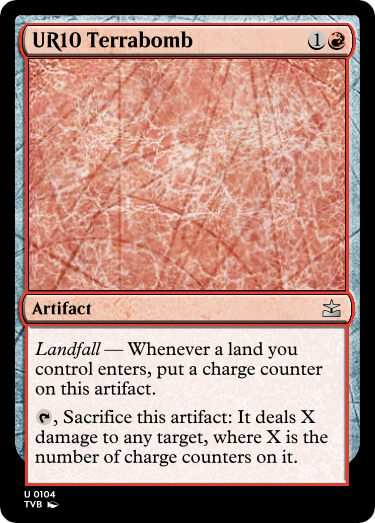 UR10 Terrabomb 1
Artifact
Landfall — Whenever a land you
control enters, put a charge counter
on this artifact.
, Sacrifice this artifact: It deals X
damage to any target, where X is the
number of charge counters on it.
U 0104
TVB